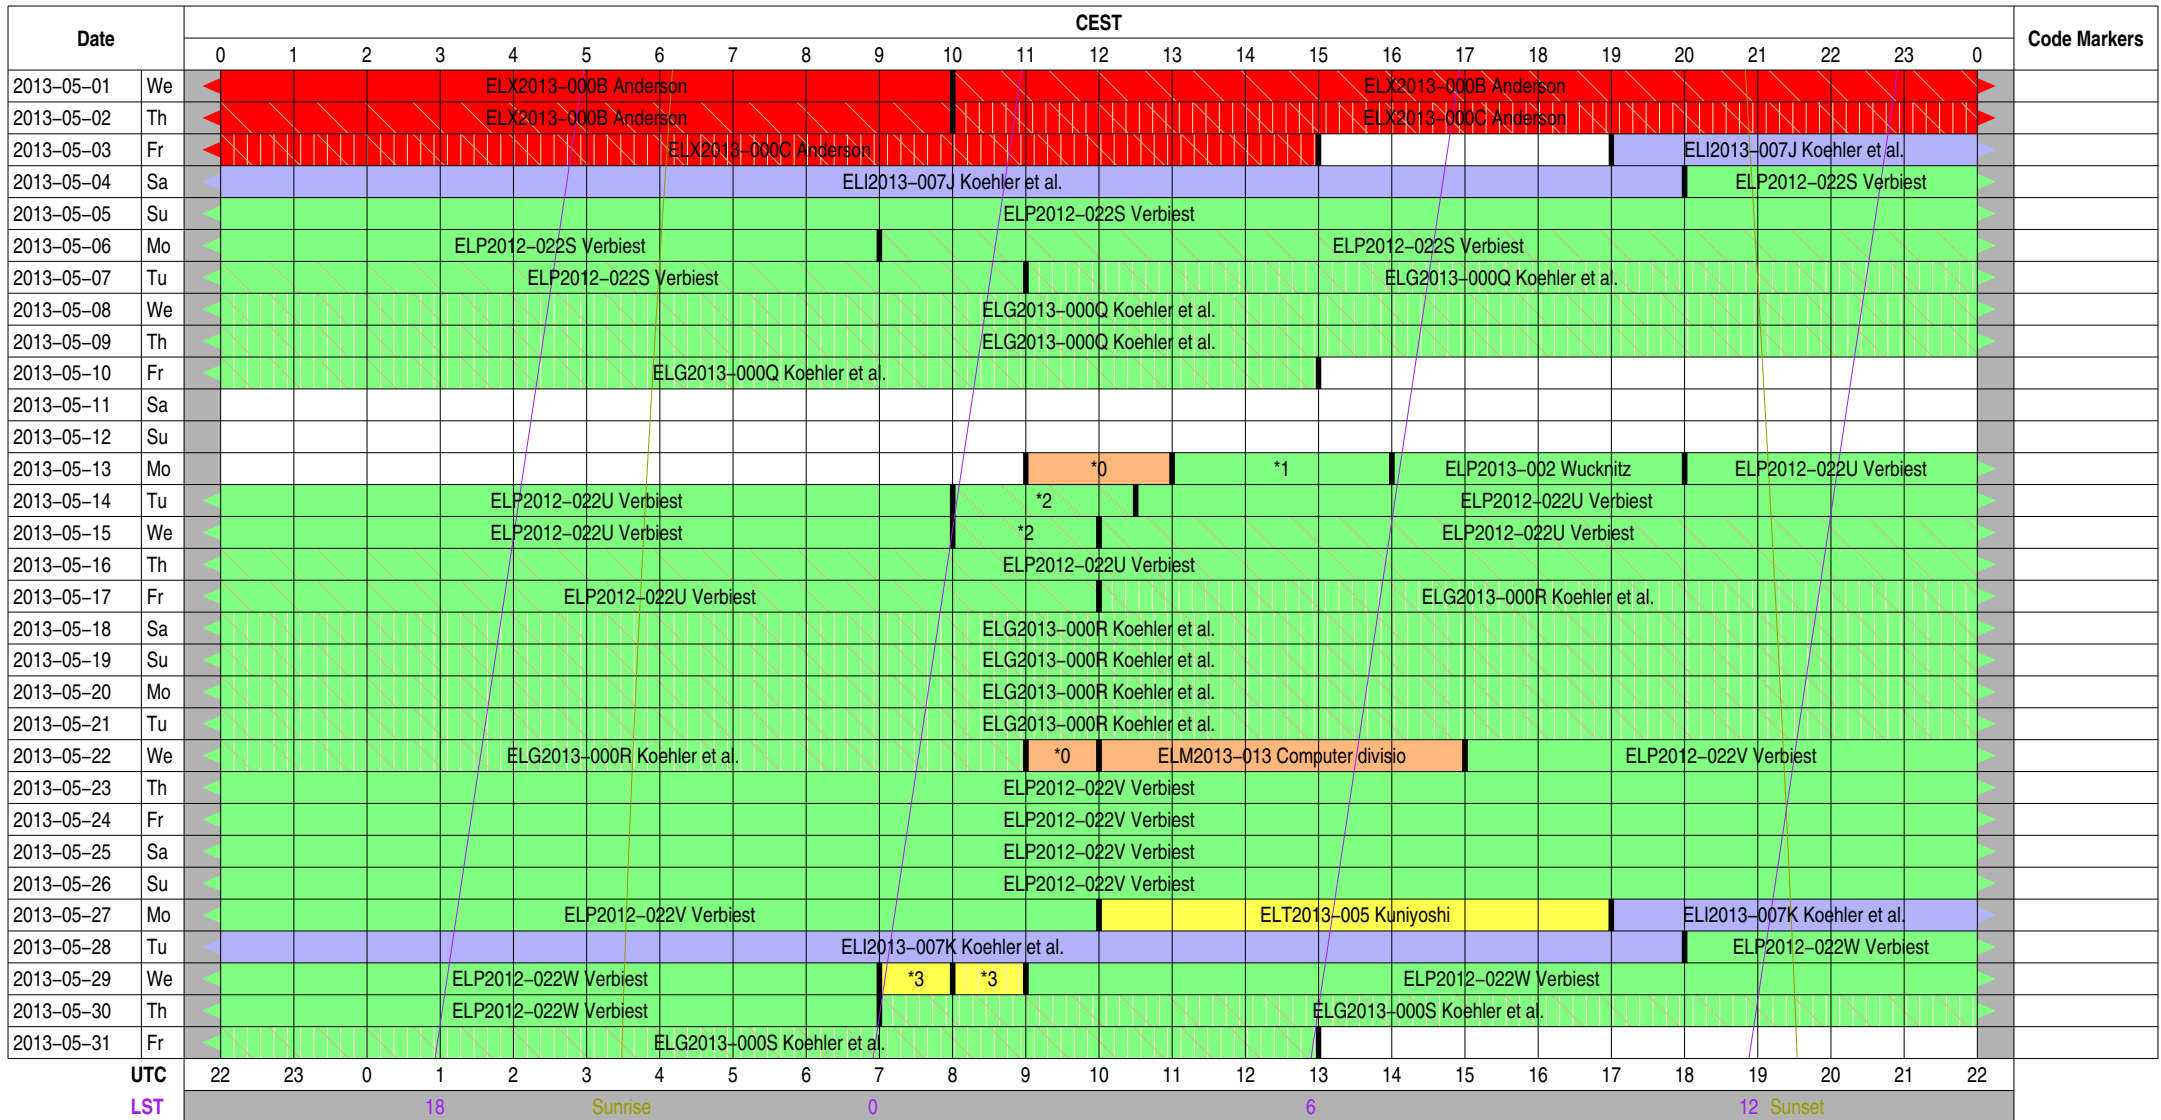 Date CEST Code Markers
0 1 2 3 4 5 6 7 8 9 10 11 12 13 14 15 16 17 18 19 20 21 22 23 0
2013-05-01 We ELX2013-000B Anderson ELX2013-000B Anderson
2013-05-02 Th ELX2013-000B Anderson ELX2013-000C Anderson
2013-05-03 Fr ELX2013-000C Anderson ELI2013-007J Koehler et al.
2013-05-04 Sa ELI2013-007J Koehler et al. ELP2012-022S Verbiest
2013-05-05 Su ELP2012-022S Verbiest
2013-05-06 Mo ELP2012-022S Verbiest ELP2012-022S Verbiest
2013-05-07 Tu ELP2012-022S Verbiest ELG2013-000Q Koehler et al.
2013-05-08 We ELG2013-000Q Koehler et al.
2013-05-09 Th ELG2013-000Q Koehler et al.
2013-05-10 Fr ELG2013-000Q Koehler et al.
2013-05-11 Sa
2013-05-12 Su
2013-05-13 Mo *0 *1 ELP2013-002 Wucknitz ELP2012-022U Verbiest
2013-05-14 Tu ELP2012-022U Verbiest *2 ELP2012-022U Verbiest
2013-05-15 We ELP2012-022U Verbiest *2 ELP2012-022U Verbiest
2013-05-16 Th ELP2012-022U Verbiest
2013-05-17 Fr ELP2012-022U Verbiest ELG2013-000R Koehler et al.
2013-05-18 Sa ELG2013-000R Koehler et al.
2013-05-19 Su ELG2013-000R Koehler et al.
2013-05-20 Mo ELG2013-000R Koehler et al.
2013-05-21 Tu ELG2013-000R Koehler et al.
2013-05-22 We ELG2013-000R Koehler et al. *0 ELM2013-013 Computer divisio ELP2012-022V Verbiest
2013-05-23 Th ELP2012-022V Verbiest
2013-05-24 Fr ELP2012-022V Verbiest
2013-05-25 Sa ELP2012-022V Verbiest
2013-05-26 Su ELP2012-022V Verbiest
2013-05-27 Mo ELP2012-022V Verbiest ELT2013-005 Kuniyoshi ELI2013-007K Koehler et al.
2013-05-28 Tu ELI2013-007K Koehler et al. ELP2012-022W Verbiest
2013-05-29 We ELP2012-022W Verbiest *3 *3 ELP2012-022W Verbiest
2013-05-30 Th ELP2012-022W Verbiest ELG2013-000S Koehler et al.
2013-05-31 Fr ELG2013-000S Koehler et al.
UTC 22 23 0 1 2 3 4 5 6 7 8 9 10 11 12 13 14 15 16 17 18 19 20 21 22
LST 18 Sunrise 0 6 12 Sunset